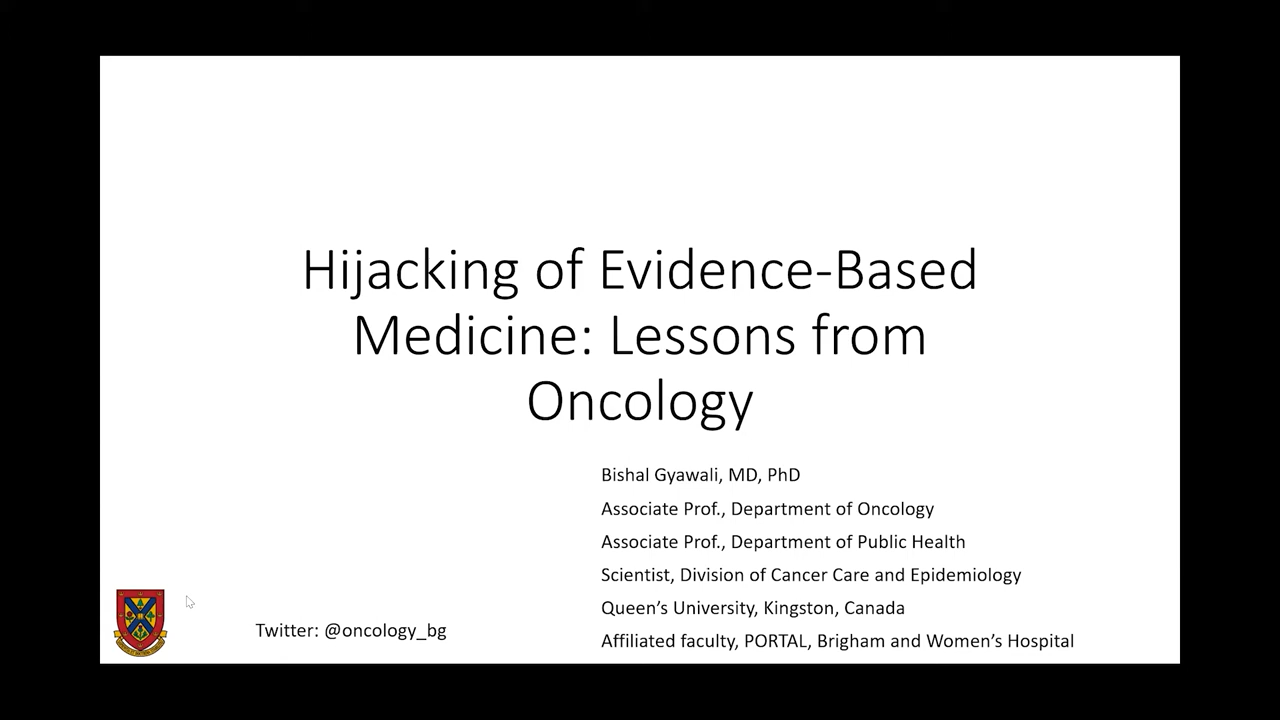 Hijacking of Evidence-Based
Medicine: Lessons from
Oncology
Bishal Gyawali, MD, PhD
Associate Prof., Department of Oncology
Associate Prof., Department of Public Health
Scientist, Division of Cancer Care and Epidemiology
Queen’s University, Kingston, Canada
Affiliated faculty, PORTAL, Brigham and Women’s Hospital
Twitter: @oncology_bg